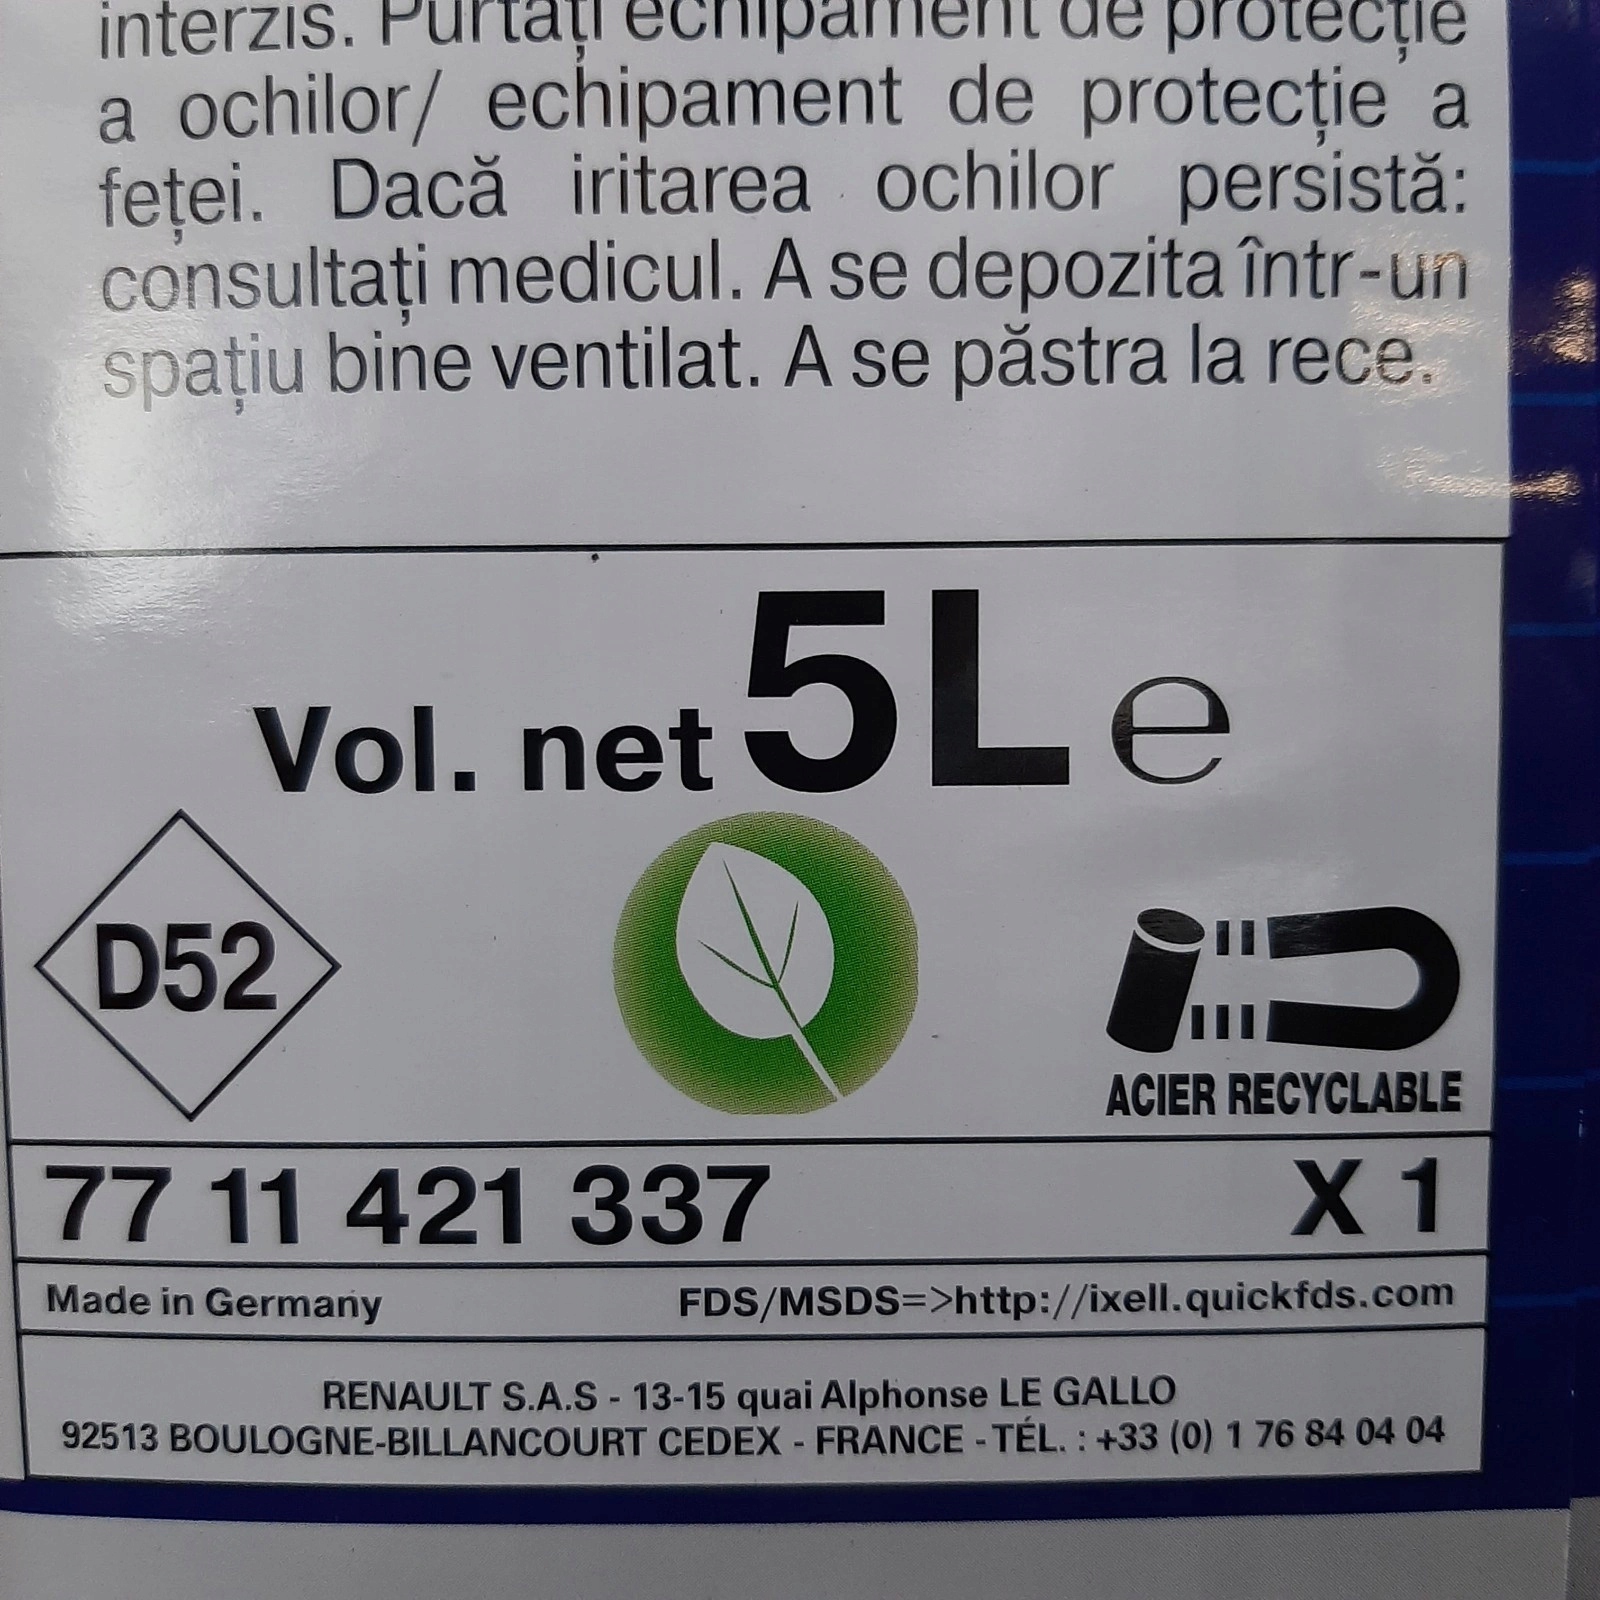 interzis. Purtați echipament de protecție
a ochilor/ echipament de protecție a
feței. Dacă iritarea ochilor persistă:
consultați medicul. A se depozita într-un
spațiu bine ventilat. A se păstra la rece.
Vol. net 5L e
D52
ACIER RECYCLABLE
77 11 421 337 X 1
Made in Germany FDS/MSDS=>http://ixell.quickfds.com
RENAULT S.A.S - 13-15 quai Alphonse LE GALLO
92513 BOULOGNE-BILLANCOURT CEDEX - FRANCE - TÉL. : +33 (0) 1 76 84 04 04